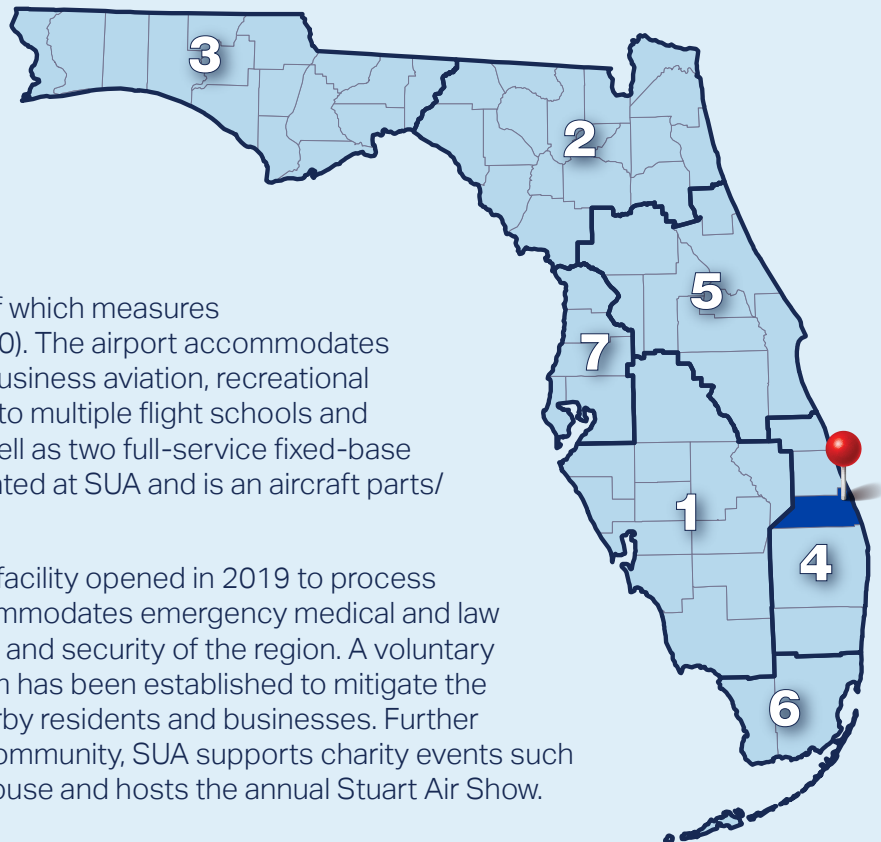 3
2
5
7
1
4
6
f which measures
0). The airport accommodates
usiness aviation, recreational
to multiple flight schools and
ell as two full-service fixed-base
ted at SUA and is an aircraft parts/
facility opened in 2019 to process
mmodates emergency medical and law
and security of the region. A voluntary
has been established to mitigate the
rby residents and businesses. Further
ommunity, SUA supports charity events such
ouse and hosts the annual Stuart Air Show.